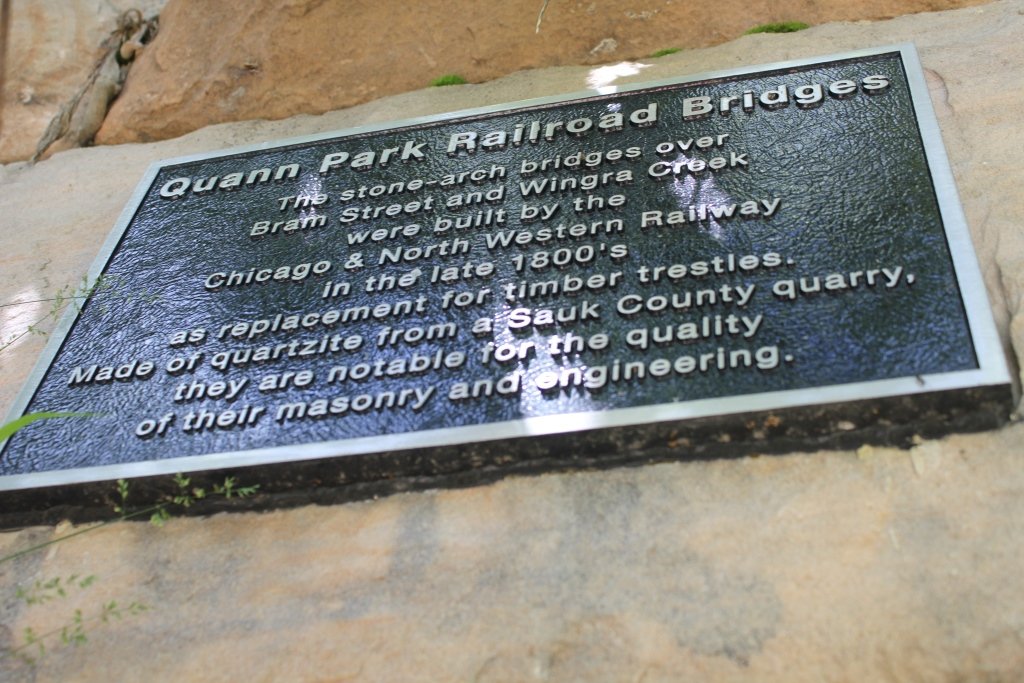 Quann Park Railroad Bridges
The stone-arch bridges over
Bram Street and Wingra Creek
were built by the
Chicago & North Western Railway
in the late 1800's
as replacement for timber trestles.
Made of quartzite from a Sauk County quarry,
they are notable for the quality
of their masonry and engineering.